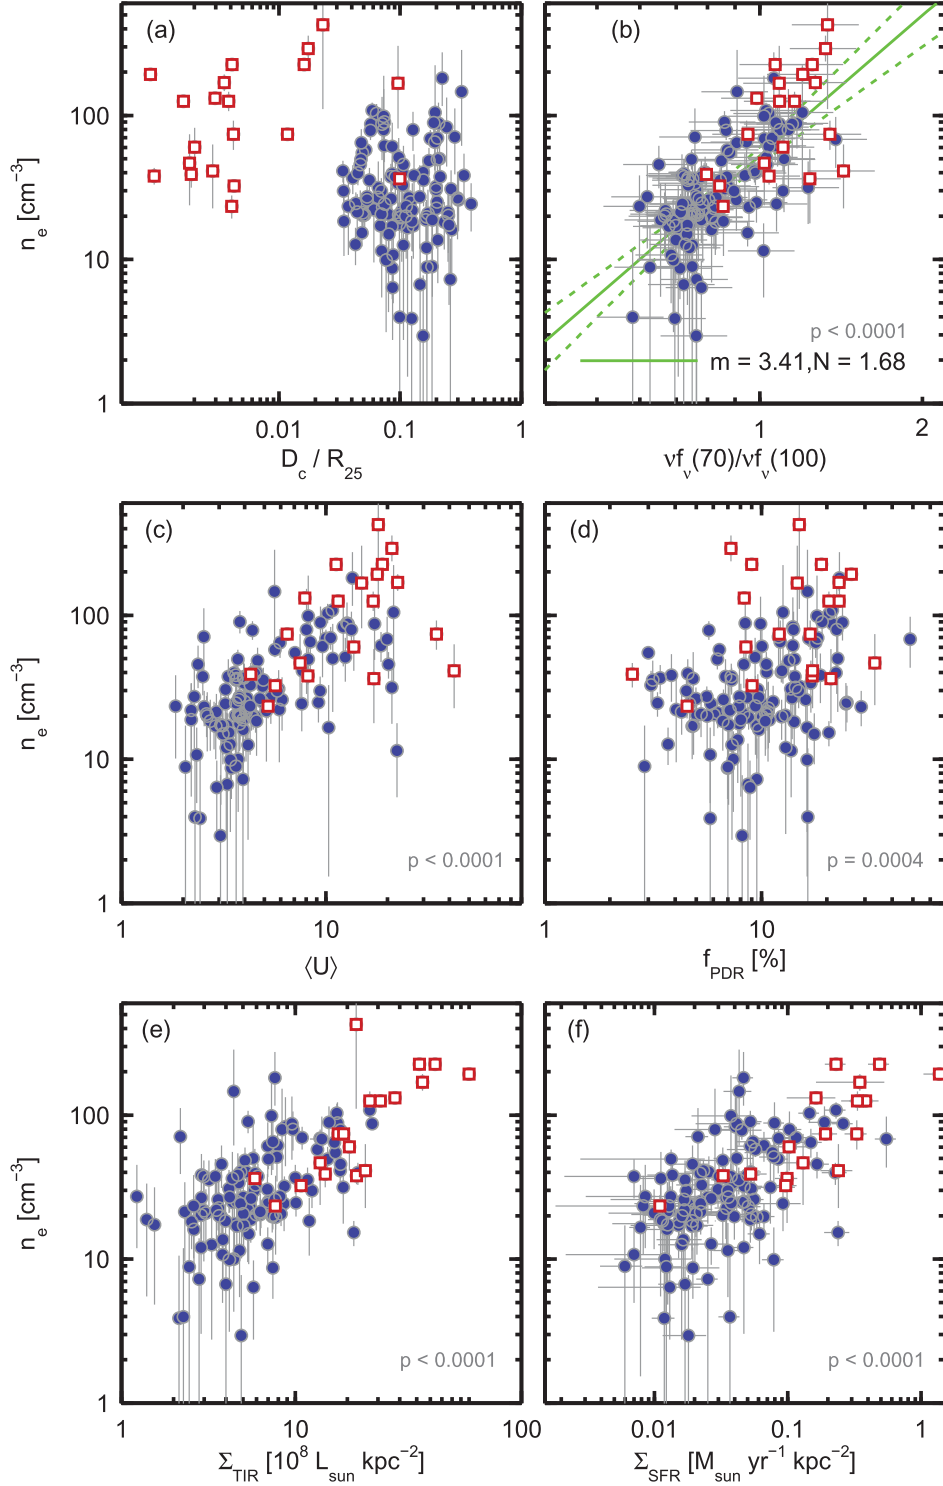 (a)
(b)
100
10
1
n_e [cm⁻³]
p < 0.0001
m = 3.41,N = 1.68
0.01 0.1 1
1 2
D_c / R_25
νf_ν(70)/νf_ν(100)
(c)
(d)
100
10
1
n_e [cm⁻³]
p < 0.0001
p = 0.0004
1 10
1 10
⟨U⟩
f_PDR [%]
(e)
(f)
100
10
1
n_e [cm⁻³]
p < 0.0001
p < 0.0001
1 10 100
0.01 0.1 1
Σ_TIR [10⁸ L_sun kpc⁻²]
Σ_SFR [M_sun yr⁻¹ kpc⁻²]